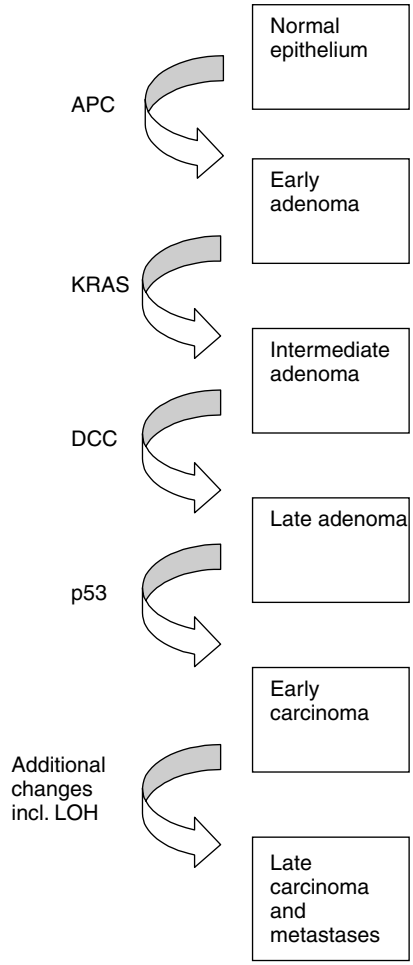 Normal
epithelium
APC
Early
adenoma
KRAS
Intermediate
adenoma
DCC
Late adenoma
p53
Early
carcinoma
Additional
changes
incl. LOH
Late
carcinoma
and
metastases